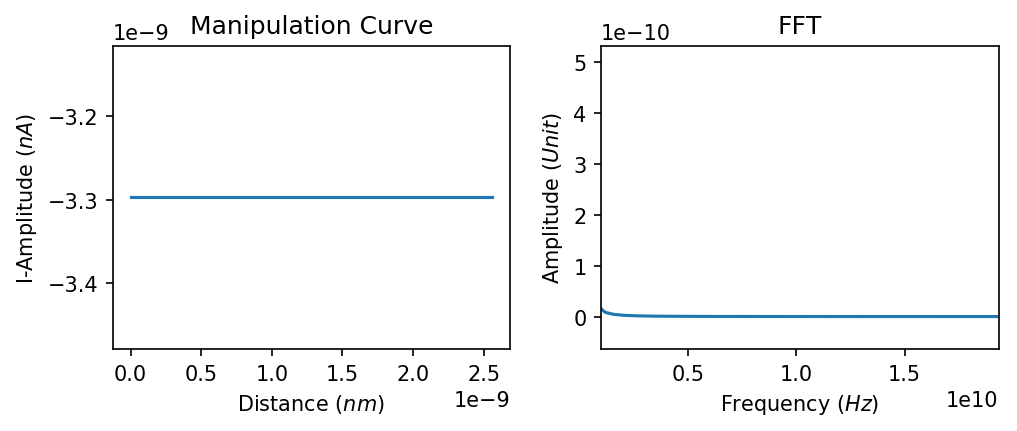 Manipulation Curve
1e−9
−3.2
−3.3
−3.4
I-Amplitude (nA)
0.0 0.5 1.0 1.5 2.0 2.5
Distance (nm)
1e−9
FFT
1e−10
5
4
3
2
1
0
Amplitude (Unit)
0.5 1.0 1.5
Frequency (Hz)
1e10